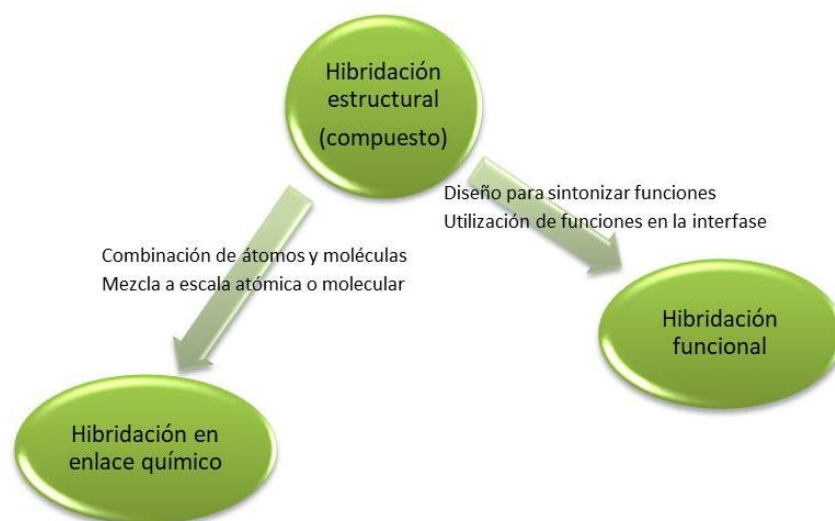 Hibridación
estructural
(compuesto)
Diseño para sintonizar funciones
Utilización de funciones en la interfase
Combinación de átomos y moléculas
Mezcla a escala atómica o molecular
Hibridación
funcional
Hibridación en
enlace químico